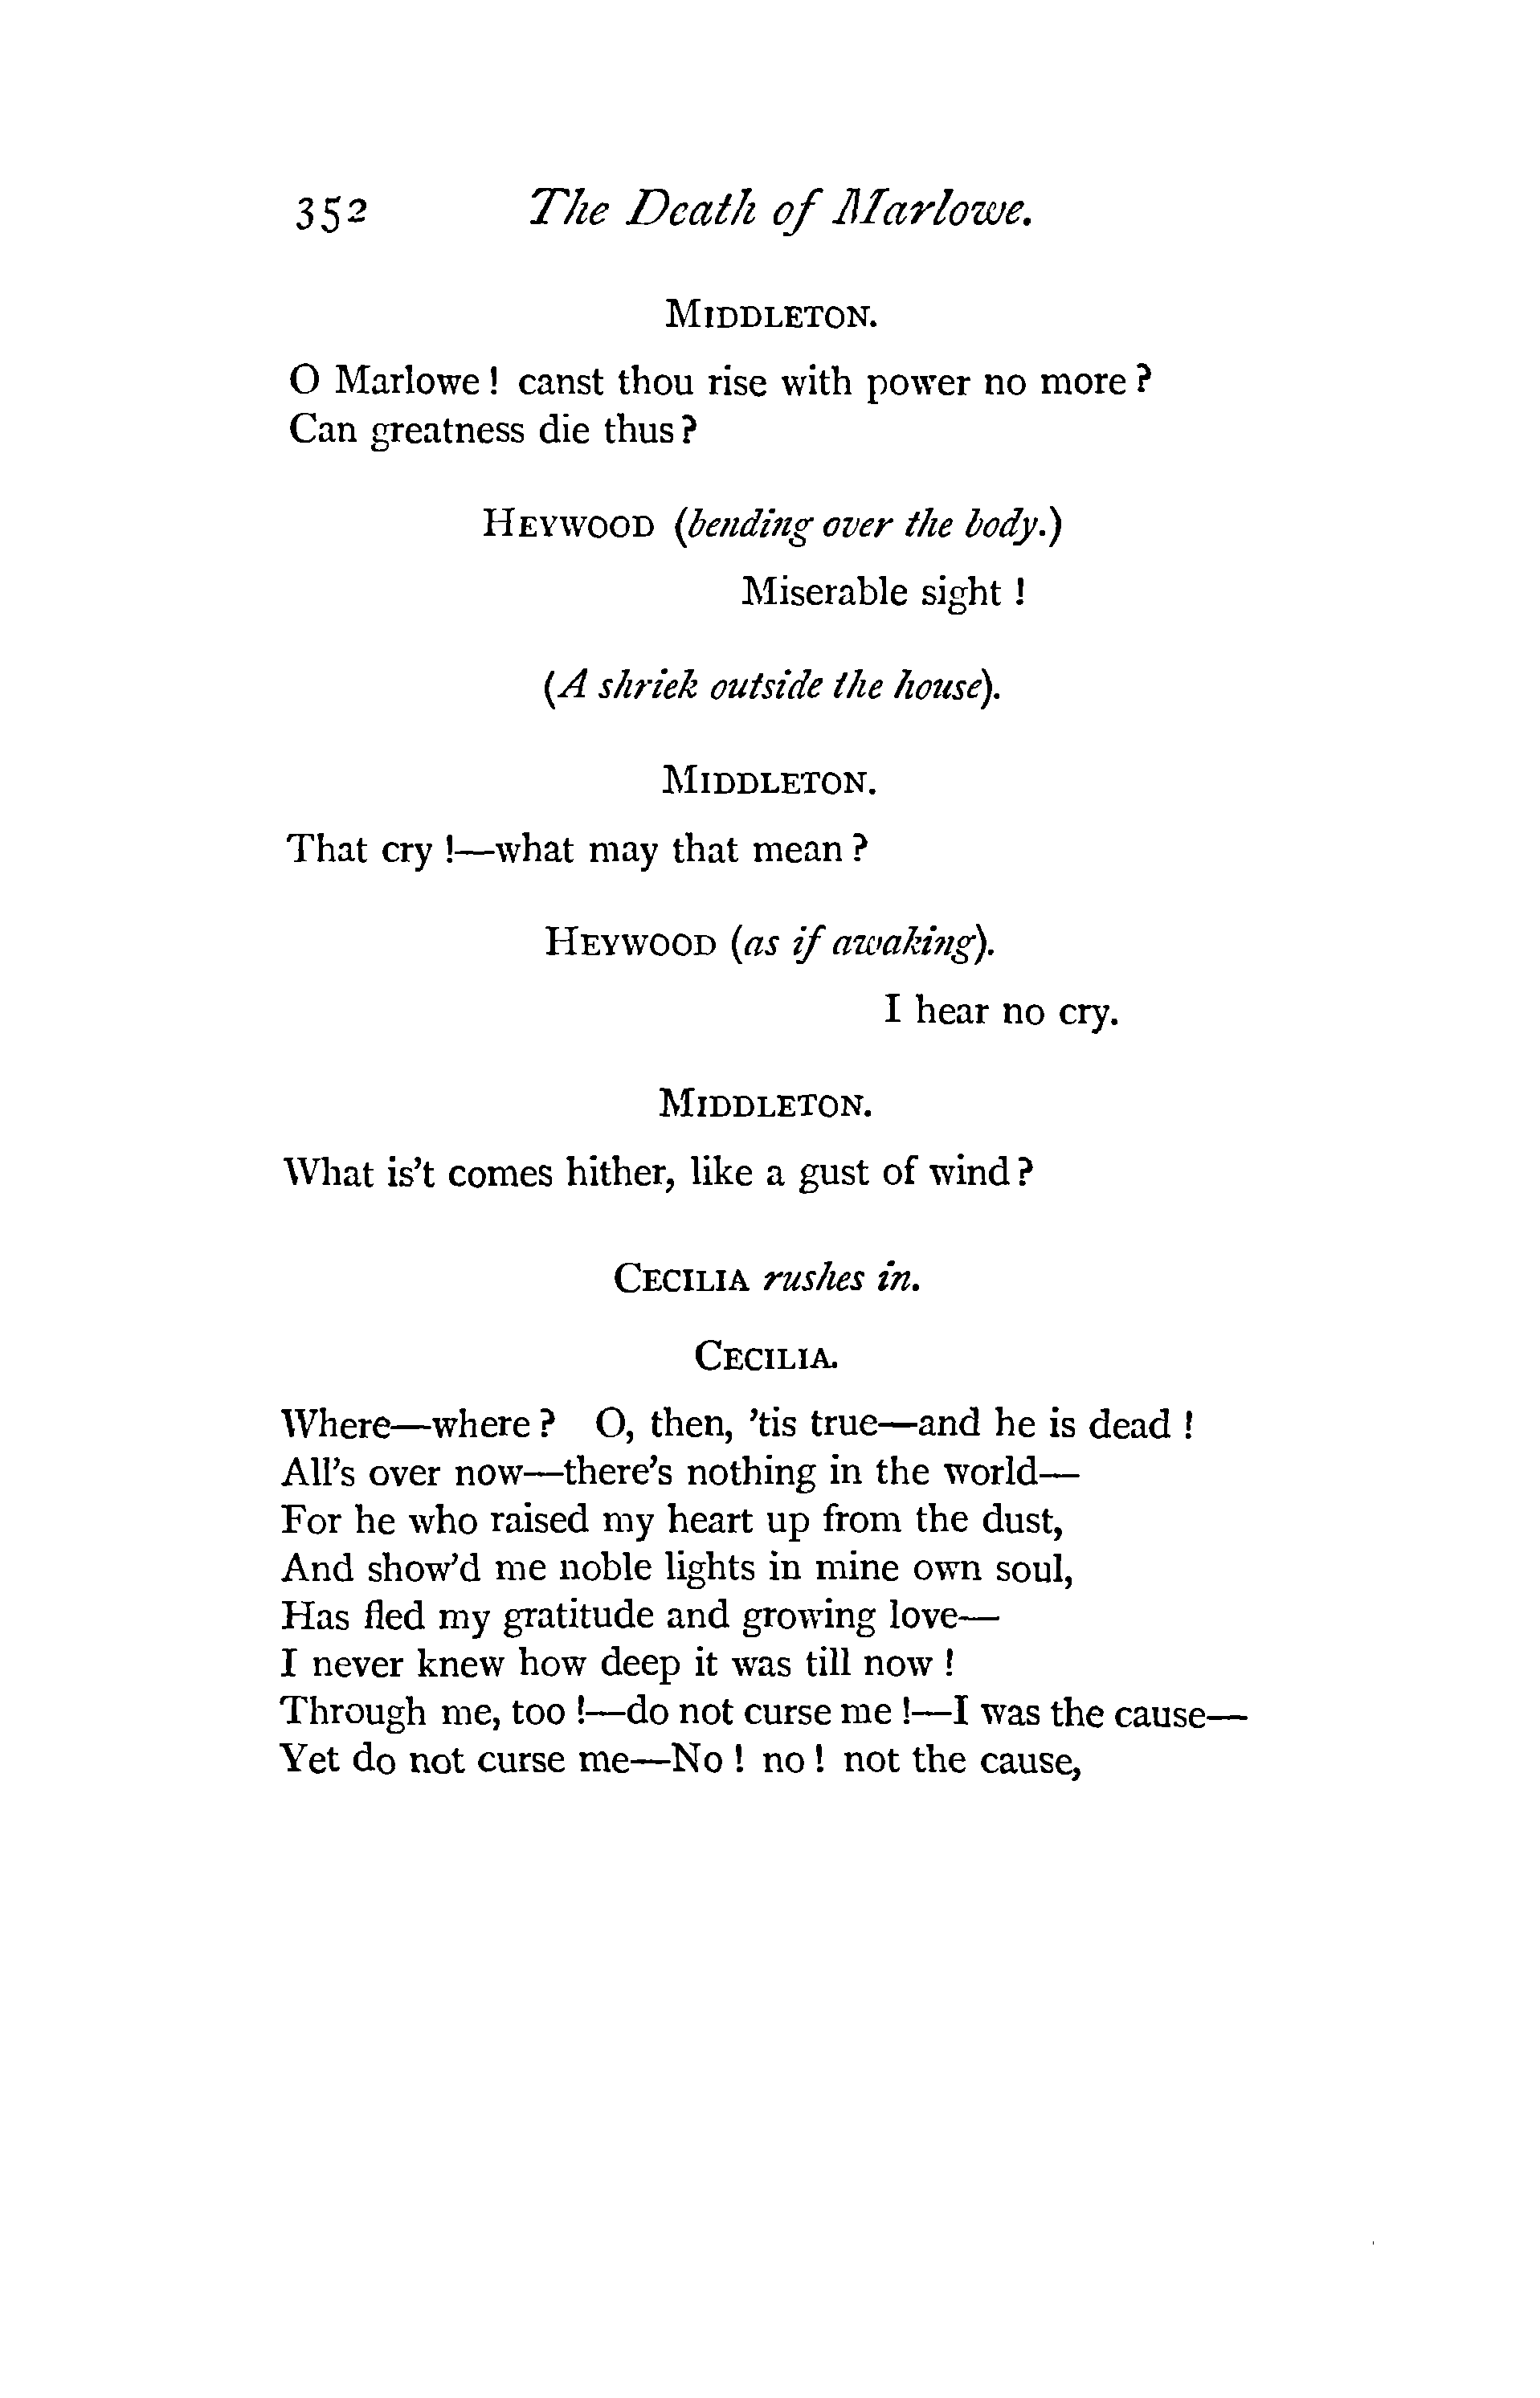 352 The Death of Marlowe.
MIDDLETON.
O Marlowe! canst thou rise with power no more?
Can greatness die thus?
HEYWOOD (bending over the body.)
Miserable sight!
(A shriek outside the house).
MIDDLETON.
That cry!—what may that mean?
HEYWOOD (as if awaking).
I hear no cry.
MIDDLETON.
What is't comes hither, like a gust of wind?
CECILIA rushes in.
CECILIA.
Where—where? O, then, 'tis true—and he is dead!
All's over now—there's nothing in the world—
For he who raised my heart up from the dust,
And show'd me noble lights in mine own soul,
Has fled my gratitude and growing love—
I never knew how deep it was till now!
Through me, too!—do not curse me!—I was the cause—
Yet do not curse me—No! no! not the cause,